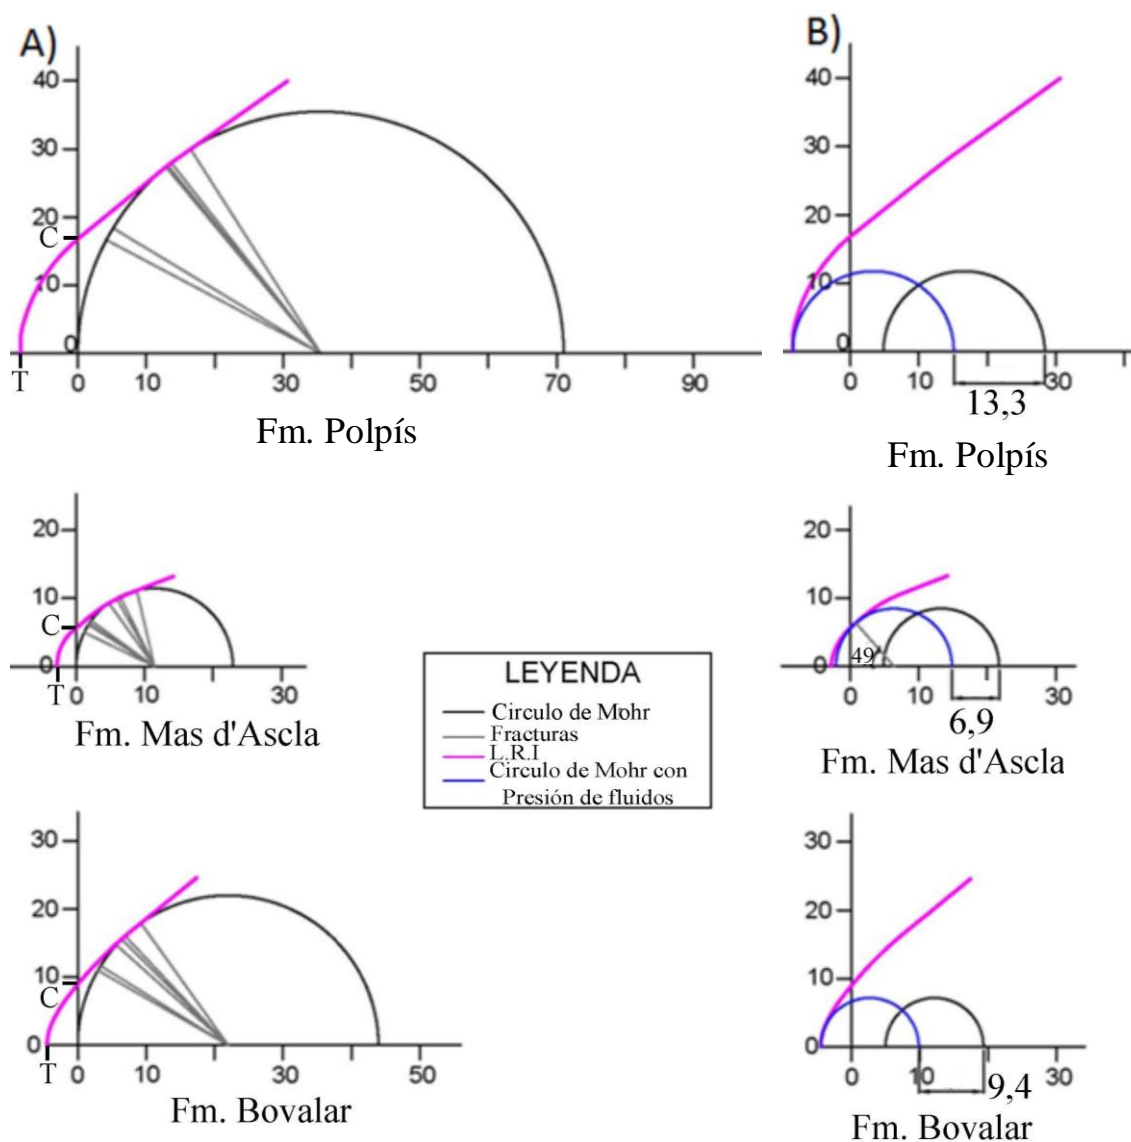 A)
40
30
20
C
10
0
T
0 10 30 50 70 90
Fm. Polpís
B)
40
30
20
10
0
0 10 30
13,3
Fm. Polpís
20
10
C
0
T
0 10 30
Fm. Mas d'Ascla
20
10
0
49
0 10 30
6,9
Fm. Mas d'Ascla
LEYENDA
Circulo de Mohr
Fracturas
L.R.I
Circulo de Mohr con
Presión de fluidos
30
20
10
C
0
T
0 10 30 50
Fm. Bovalar
30
20
10
0
0 10 30
9,4
Fm. Bovalar